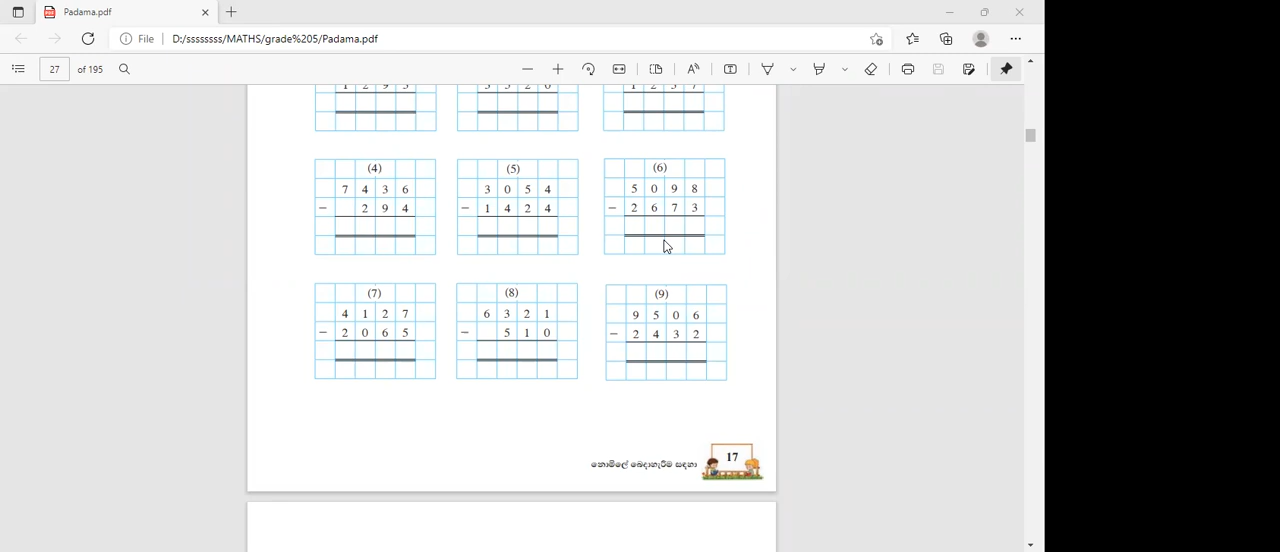 Padama.pdf
File D:/ssssssss/MATHS/grade%205/Padama.pdf
27 of 195
(4) (5) (6)
7 4 3 6 3 0 5 4 5 0 9 8
− 2 9 4 − 1 4 2 4 − 2 6 7 3
(7) (8) (9)
4 1 2 7 6 3 2 1 9 5 0 6
− 2 0 6 5 − 5 1 0 − 2 4 3 2
නොමිලේ බෙදාහැරීම සඳහා 17